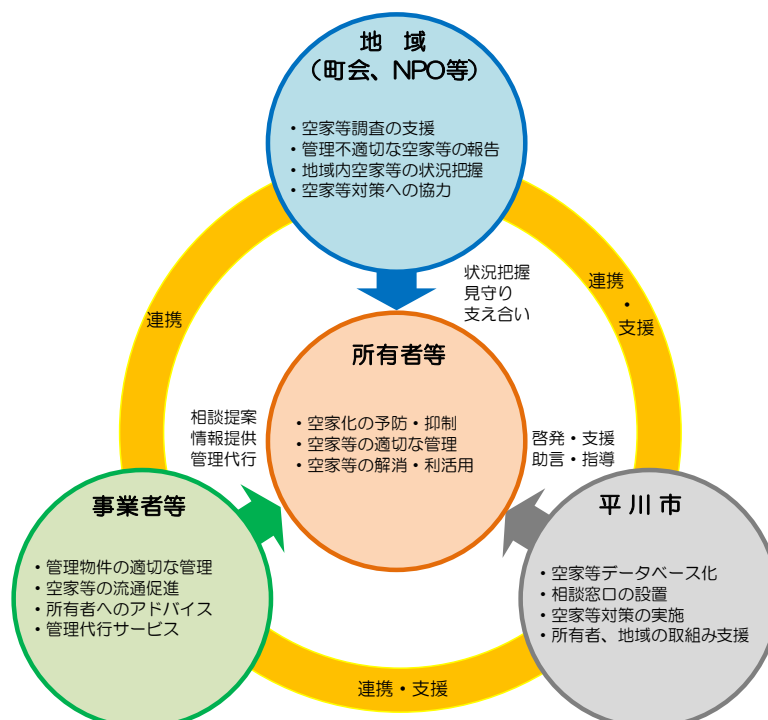 地　域
（町会、NPO等）
・空家等調査の支援
・管理不適切な空家等の報告
・地域内空家等の状況把握
・空家等対策への協力
状況把握
見守り
支え合い
連携
・
支援
連携
所有者等
・空家化の予防・抑制
・空家等の適切な管理
・空家等の解消・利活用
相談提案
情報提供
管理代行
啓発・支援
助言・指導
事業者等
・管理物件の適切な管理
・空家等の流通促進
・所有者へのアドバイス
・管理代行サービス
平川市
・空家等データベース化
・相談窓口の設置
・空家等対策の実施
・所有者、地域の取組み支援
連携・支援